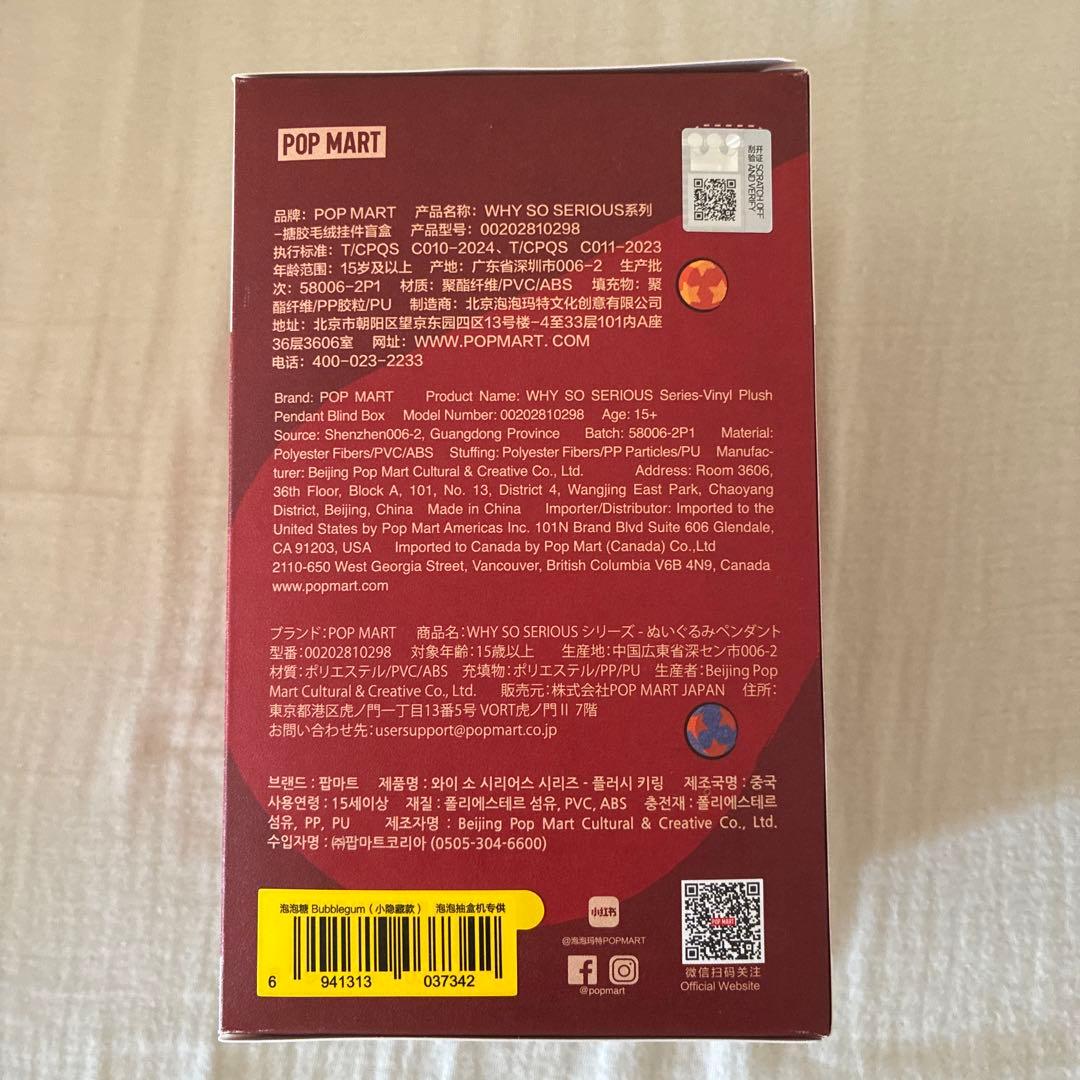 POP MART
开逆 SCRATCH OFF
刮验 AND VERIFY
品牌：POP MART 产品名称：WHY SO SERIOUS系列
-搪胶毛绒挂件盲盒 产品型号：00202810298
执行标准：T/CPQS C010-2024、T/CPQS C011-2023
年龄范围：15岁及以上 产地：广东省深圳市006-2 生产批
次：58006-2P1 材质：聚酯纤维/PVC/ABS 填充物：聚
酯纤维/PP胶粒/PU 制造商：北京泡泡玛特文化创意有限公司
地址：北京市朝阳区望京东园四区13号楼-4至33层101内A座
36层3606室 网址：WWW.POPMART. COM
电话：400-023-2233
Brand: POP MART Product Name: WHY SO SERIOUS Series-Vinyl Plush
Pendant Blind Box Model Number: 00202810298 Age: 15+
Source: Shenzhen006-2, Guangdong Province Batch: 58006-2P1 Material:
Polyester Fibers/PVC/ABS Stuffing: Polyester Fibers/PP Particles/PU Manufac-
turer: Beijing Pop Mart Cultural & Creative Co., Ltd. Address: Room 3606,
36th Floor, Block A, 101, No. 13, District 4, Wangjing East Park, Chaoyang
District, Beijing, China Made in China Importer/Distributor: Imported to the
United States by Pop Mart Americas Inc. 101N Brand Blvd Suite 606 Glendale,
CA 91203, USA Imported to Canada by Pop Mart (Canada) Co.,Ltd
2110-650 West Georgia Street, Vancouver, British Columbia V6B 4N9, Canada
www.popmart.com
ブランド：POP MART 商品名：WHY SO SERIOUS シリーズ - ぬいぐるみペンダント
型番：00202810298 対象年齢：15歳以上 生産地：中国広東省深セン市006-2
材質：ポリエステル/PVC/ABS 充填物：ポリエステル/PP/PU 生産者：Beijing Pop
Mart Cultural & Creative Co., Ltd. 販売元：株式会社POP MART JAPAN 住所：
東京都港区虎ノ門一丁目13番5号 VORT虎ノ門Ⅱ 7階
お問い合わせ先：usersupport@popmart.co.jp
브랜드 : 팝마트 제품명 : 와이 소 시리어스 시리즈 - 플러시 키링 제조국명 : 중국
사용연령 : 15세이상 재질 : 폴리에스테르 섬유, PVC, ABS 충전재 : 폴리에스테르
섬유, PP, PU 제조자명 : Beijing Pop Mart Cultural & Creative Co., Ltd.
수입자명 : ㈜팝마트코리아 (0505-304-6600)
泡泡糖 Bubblegum（小隐藏款） 泡泡抽盒机专供
6 941313 037342
小红书
@泡泡玛特POPMART
@popmart
POP MART
微信扫码关注
Official Website